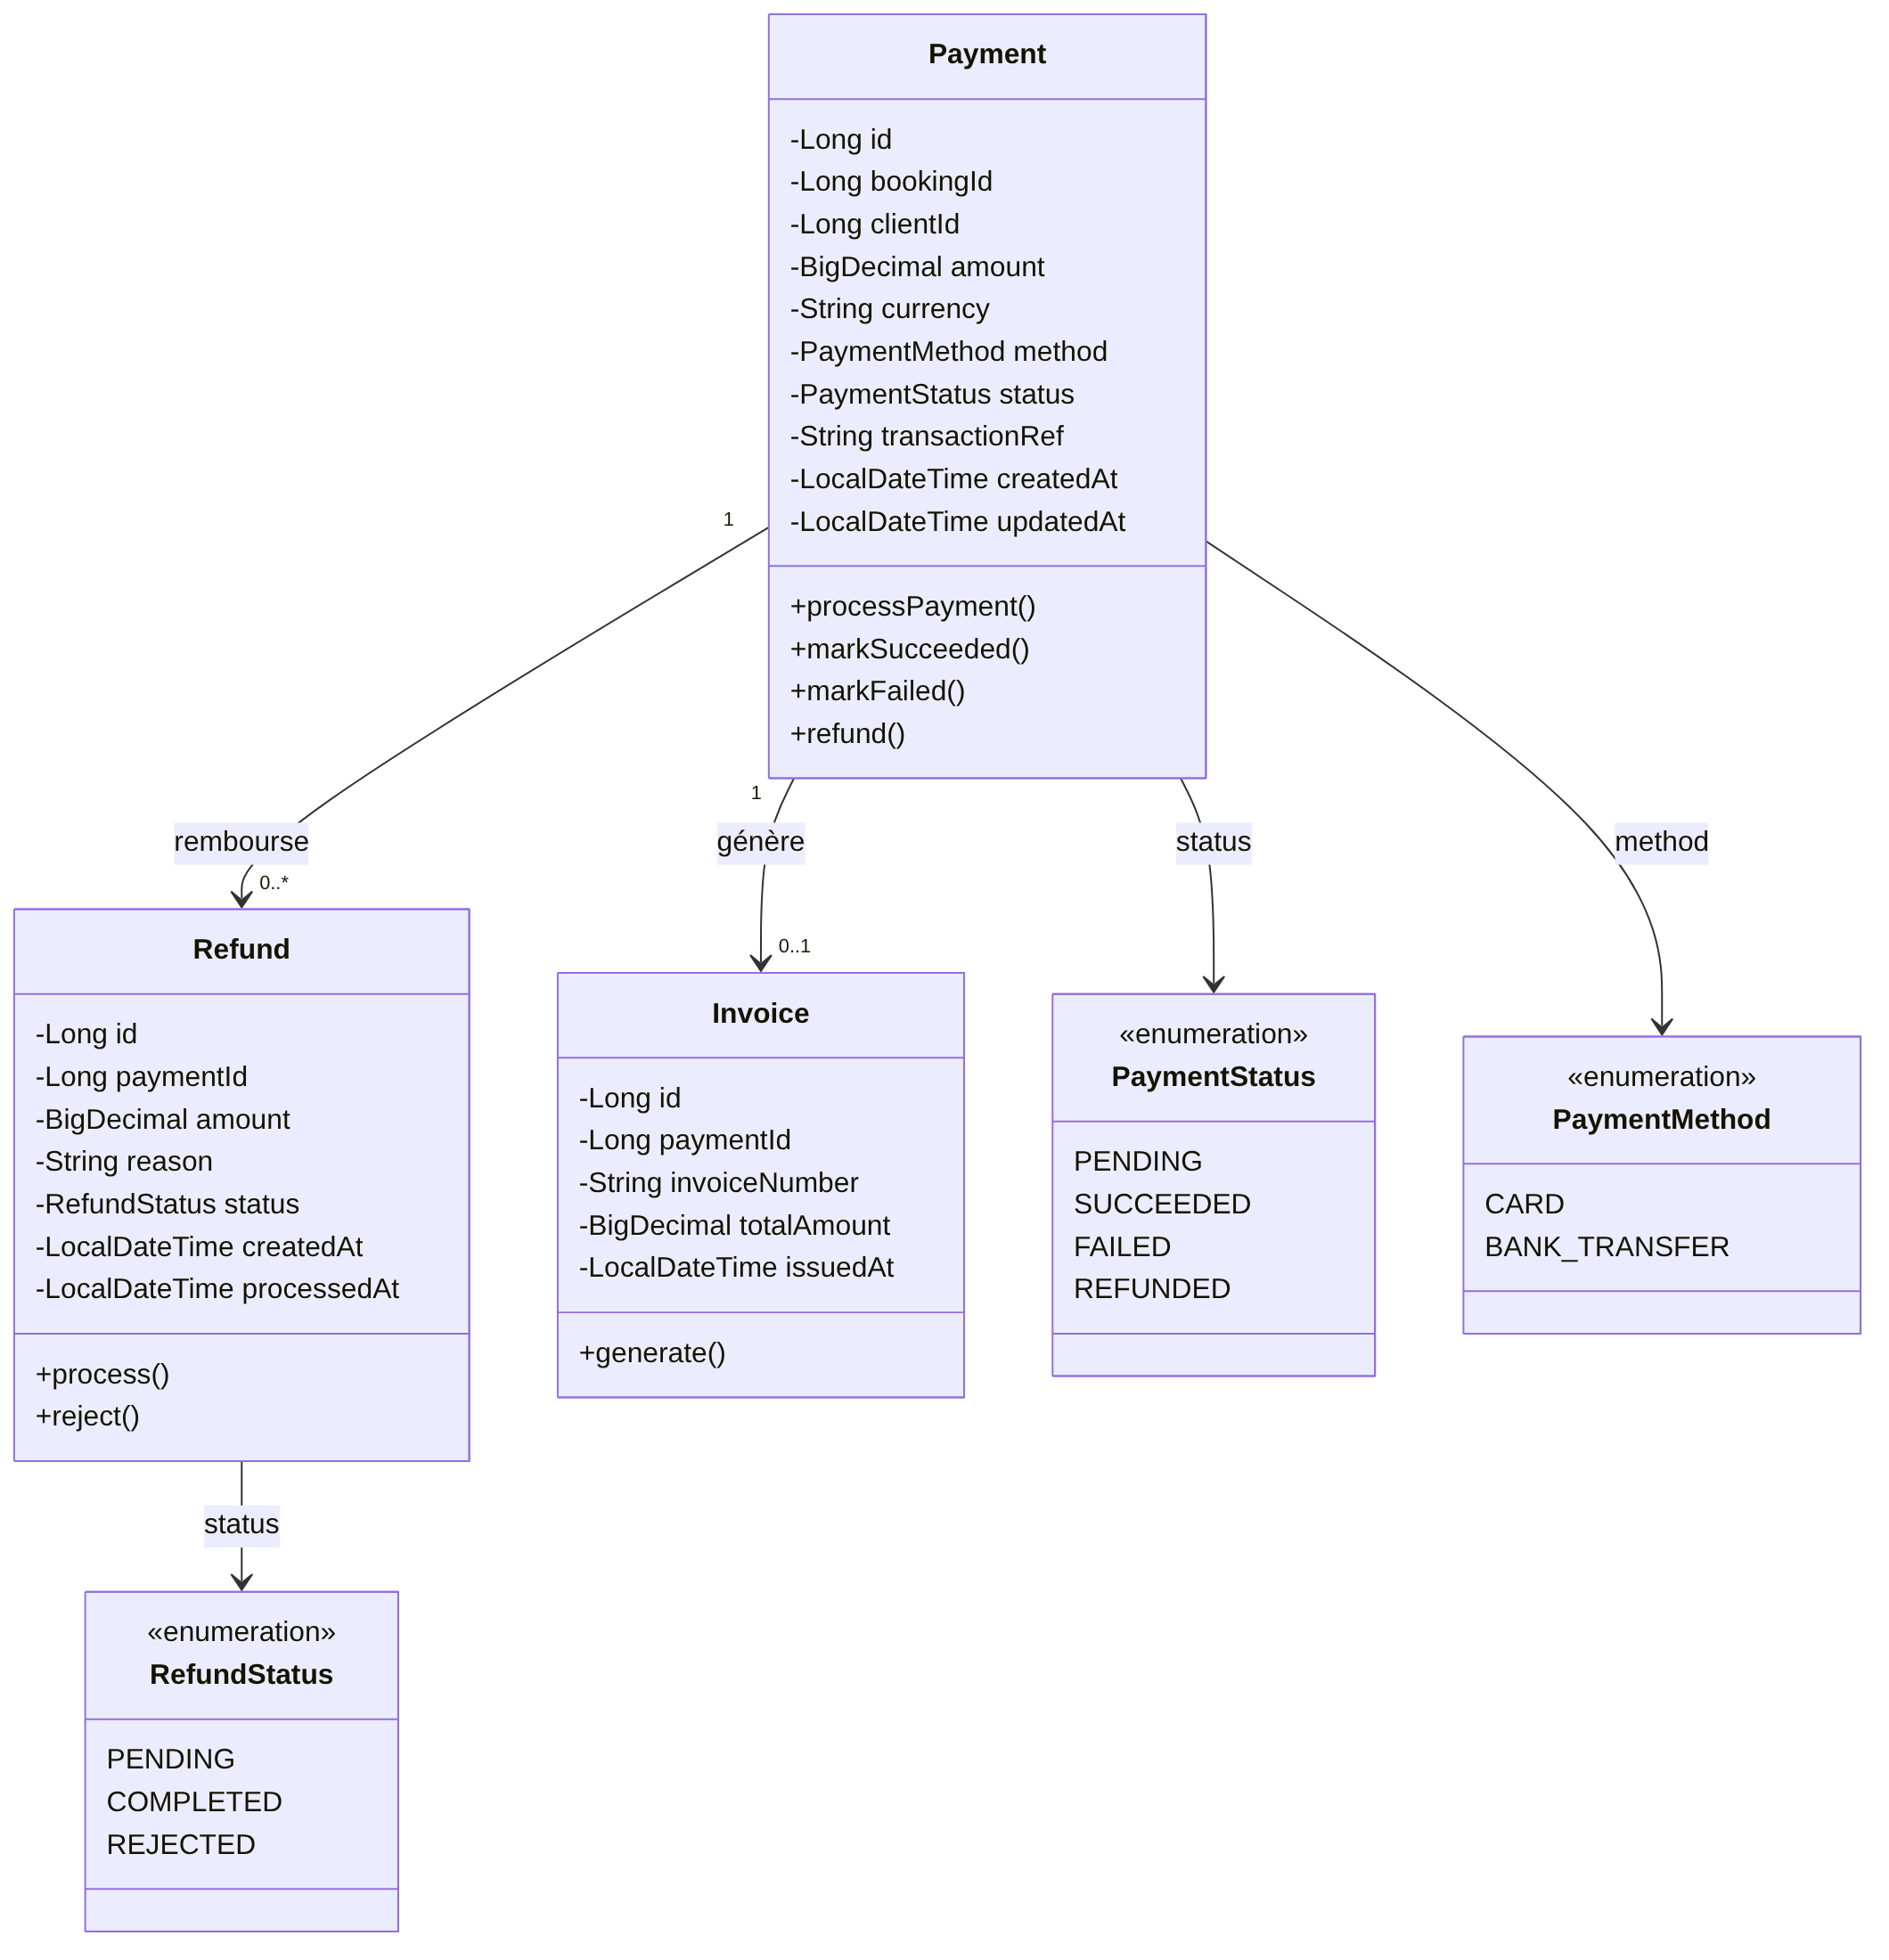 Payment
-Long id
-Long bookingId
-Long clientId
-BigDecimal amount
-String currency
-PaymentMethod method
-PaymentStatus status
-String transactionRef
-LocalDateTime createdAt
-LocalDateTime updatedAt
+processPayment()
+markSucceeded()
+markFailed()
+refund()
1
rembourse
0..*
1
génère
0..1
status
method
Refund
-Long id
-Long paymentId
-BigDecimal amount
-String reason
-RefundStatus status
-LocalDateTime createdAt
-LocalDateTime processedAt
+process()
+reject()
Invoice
-Long id
-Long paymentId
-String invoiceNumber
-BigDecimal totalAmount
-LocalDateTime issuedAt
+generate()
«enumeration»
PaymentStatus
PENDING
SUCCEEDED
FAILED
REFUNDED
«enumeration»
PaymentMethod
CARD
BANK_TRANSFER
status
«enumeration»
RefundStatus
PENDING
COMPLETED
REJECTED